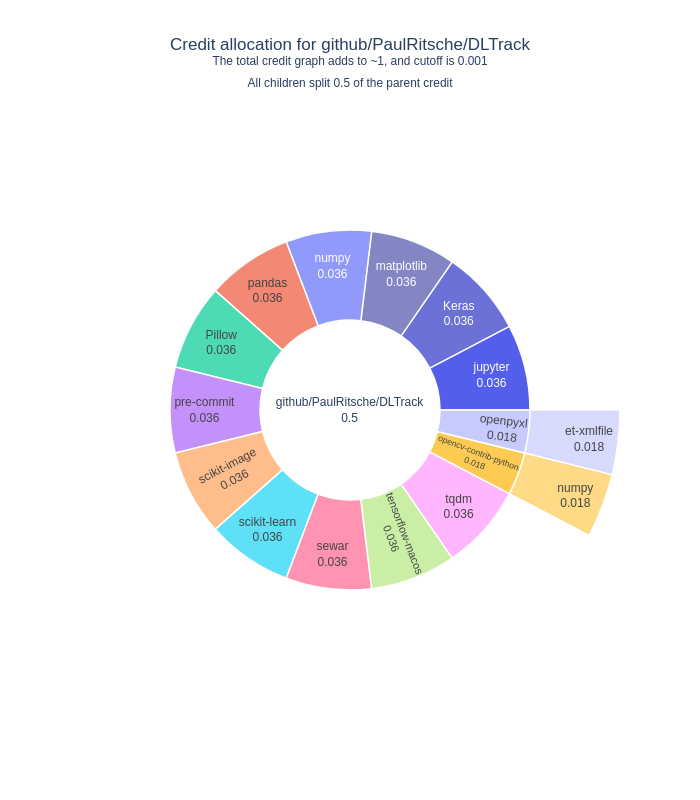 Credit allocation for github/PaulRitsche/DLTrack
The total credit graph adds to ~1, and cutoff is 0.001
All children split 0.5 of the parent credit
numpy
0.036
matplotlib
0.036
pandas
0.036
Keras
0.036
Pillow
0.036
jupyter
0.036
pre-commit
0.036
github/PaulRitsche/DLTrack
0.5
openpyxl
0.018
et-xmlfile
0.018
opencv-contrib-python
0.018
numpy
0.018
scikit-image
0.036
tqdm
0.036
scikit-learn
0.036
tensorflow-macos
0.036
sewar
0.036